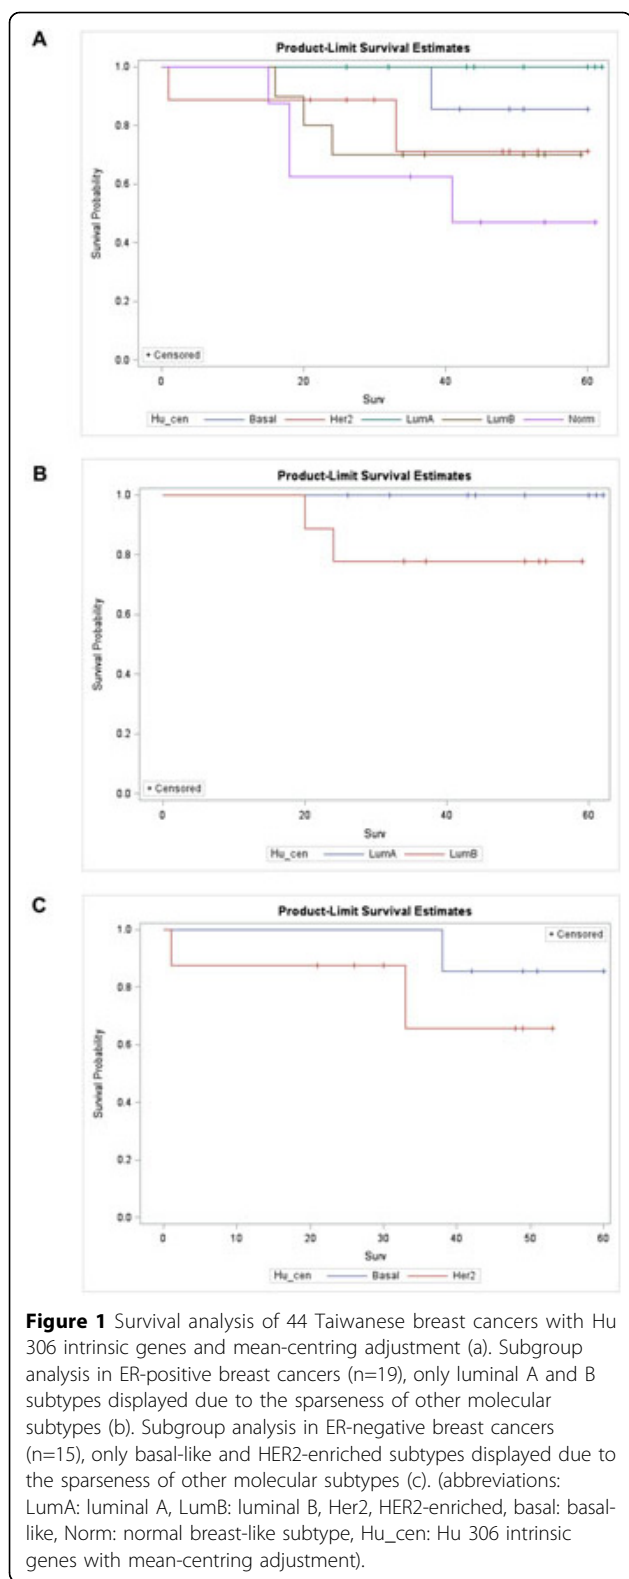 A
Product-Limit Survival Estimates
Survival Probability
1.0
0.8
0.6
0.4
0.2
0.0
+ Censored
0
20
40
60
Surv
Hu_cen Basal Her2 LumA LumB Norm
B
Product-Limit Survival Estimates
Survival Probability
1.0
0.8
0.6
0.4
0.2
0.0
+ Censored
0
20
40
60
Surv
Hu_cen LumA LumB
C
Product-Limit Survival Estimates
+ Censored
Survival Probability
1.0
0.8
0.6
0.4
0.2
0.0
0
10
20
30
40
50
60
Surv
Hu_cen Basal Her2
Figure 1 Survival analysis of 44 Taiwanese breast cancers with Hu
306 intrinsic genes and mean-centring adjustment (a). Subgroup
analysis in ER-positive breast cancers (n=19), only luminal A and B
subtypes displayed due to the sparseness of other molecular
subtypes (b). Subgroup analysis in ER-negative breast cancers
(n=15), only basal-like and HER2-enriched subtypes displayed due to
the sparseness of other molecular subtypes (c). (abbreviations:
LumA: luminal A, LumB: luminal B, Her2, HER2-enriched, basal: basal-
like, Norm: normal breast-like subtype, Hu_cen: Hu 306 intrinsic
genes with mean-centring adjustment).